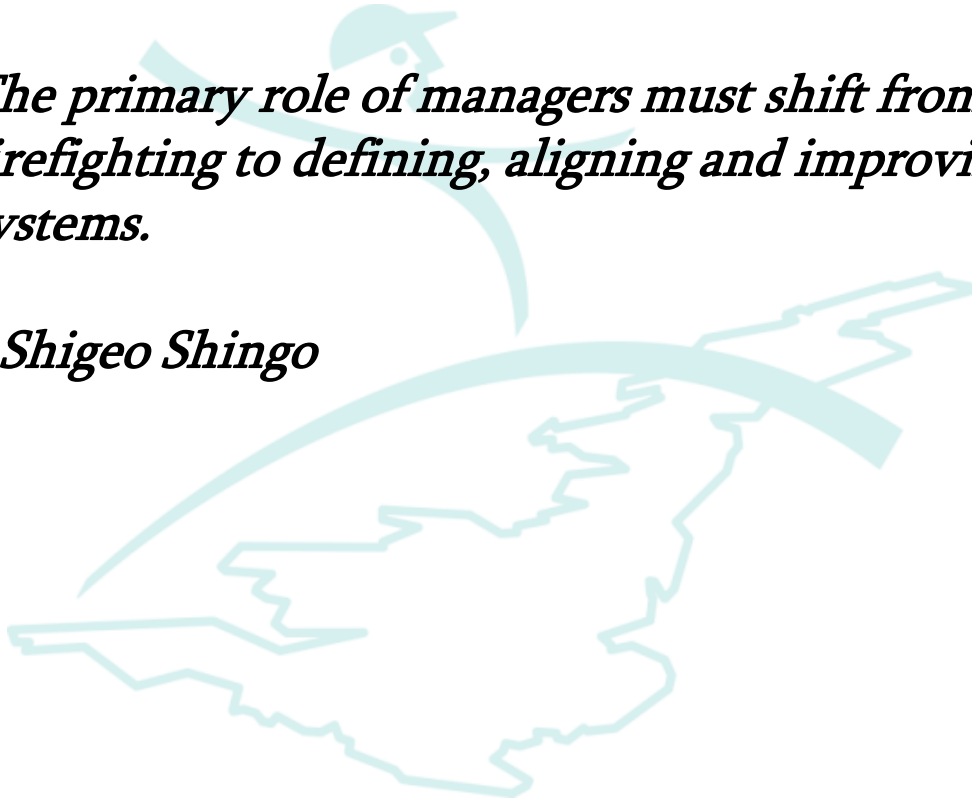 The primary role of managers must shift from
irefighting to defining, aligning and improvi
ystems.
Shigeo Shingo